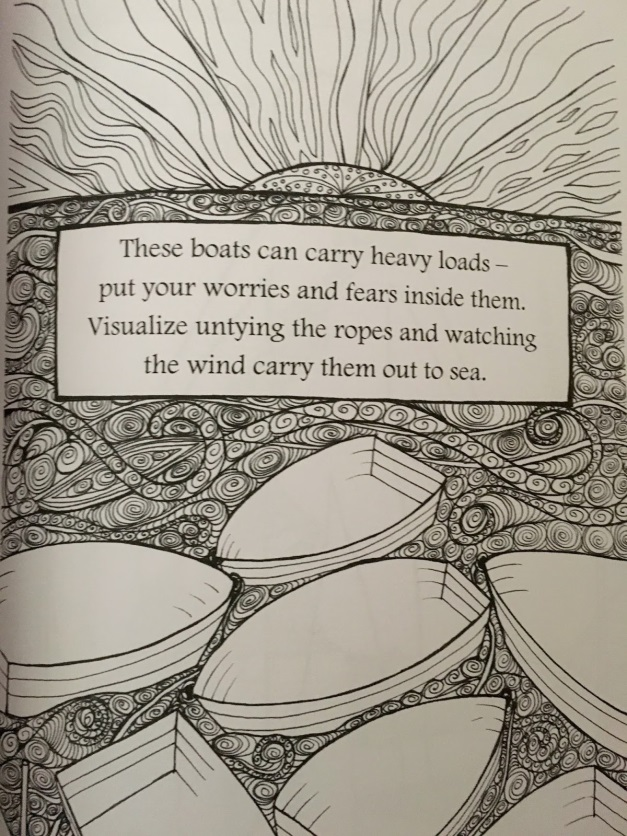 These boats can carry heavy loads –
put your worries and fears inside them.
Visualize untying the ropes and watching
the wind carry them out to sea.